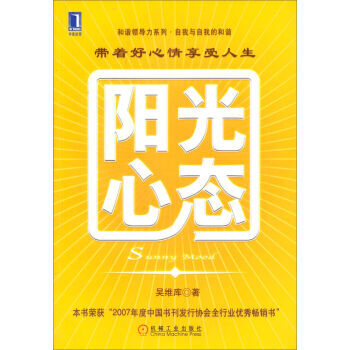 和谐领导力系列·自我与自我的和谐
带着好心情享受人生
阳光
心态
Sunny Mood
吴维库◎著
本书荣获“2007年度中国书刊发行协会全行业优秀畅销书”
机械工业出版社
China Machine Press